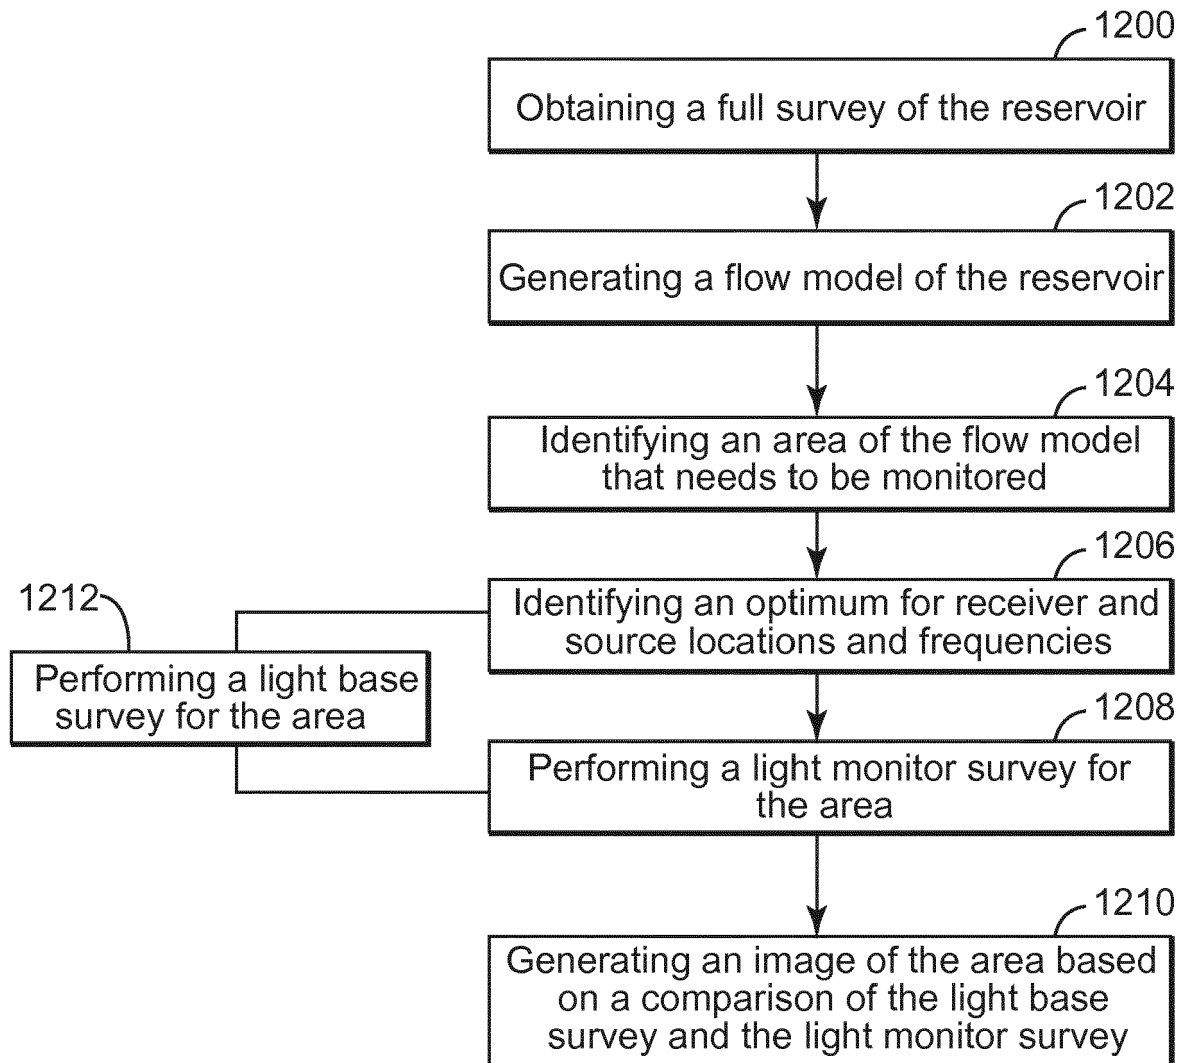 1200
Obtaining a full survey of the reservoir
1202
Generating a flow model of the reservoir
1204
Identifying an area of the flow model
that needs to be monitored
1206
Identifying an optimum for receiver and
source locations and frequencies
1212
Performing a light base
survey for the area
1208
Performing a light monitor survey for
the area
1210
Generating an image of the area based
on a comparison of the light base
survey and the light monitor survey